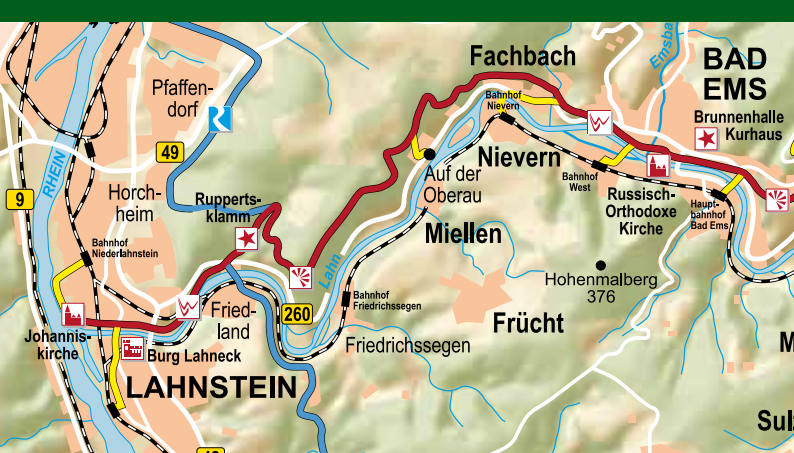 Fachbach
BAD
EMS
Emsba
Pfaffen-
dorf
Bahnhof
Nievern
Brunnenhalle
Kurhaus
49
Nievern
Auf der
Oberau
Bahnhof
West
Russisch-
Orthodoxe
Kirche
Haupt-
bahnhof
Bad Ems
RHEIN
9
Horch-
heim
Rupperts-
klamm
Miellen
Bahnhof
Niederlahnstein
Lahn
Hohenmalberg
376
Bahnhof
Friedrichssegen
260
Fried-
land
Frücht
Johannis-
kirche
Burg Lahneck
Friedrichssegen
M
LAHNSTEIN
Sulz